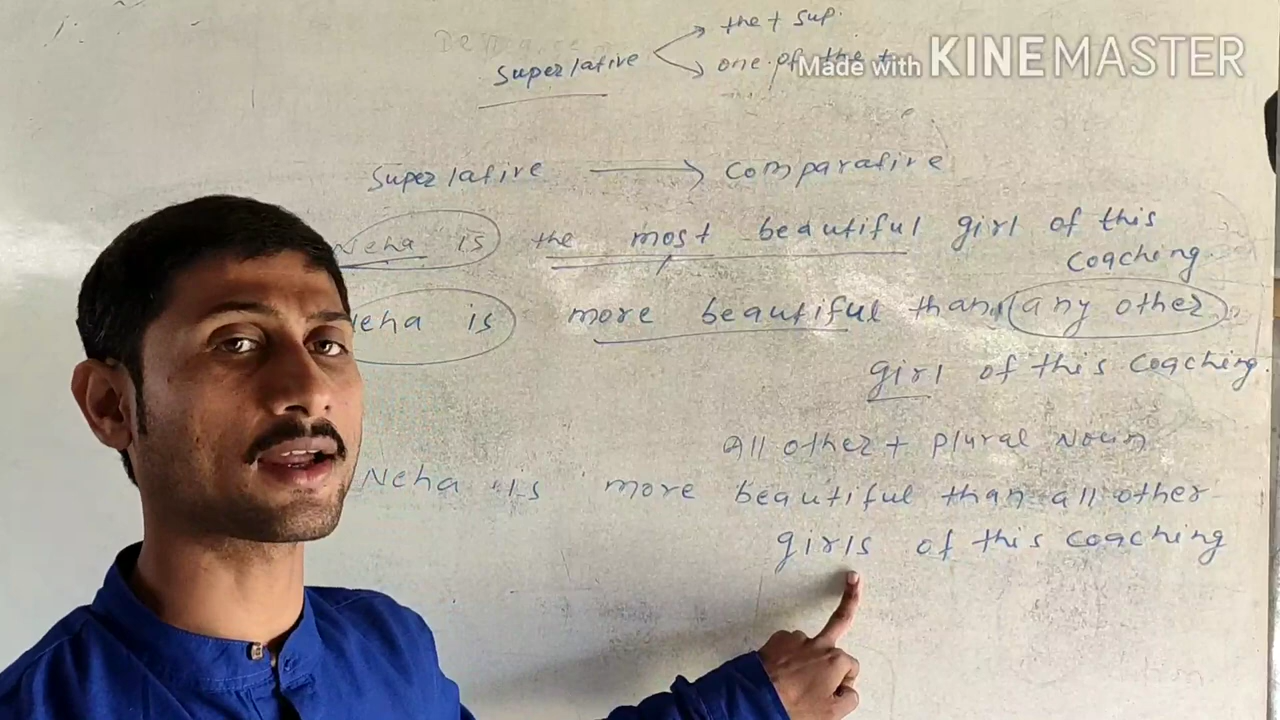 the + sup.
superlative
one of the +
Made with KINEMASTER
superlative → comparative
Neha is the most beautiful girl of this
coaching.
Neha is more beautiful than any other
girl of this coaching.
All other + plural Noun
Neha is more beautiful than all other
girls of this coaching